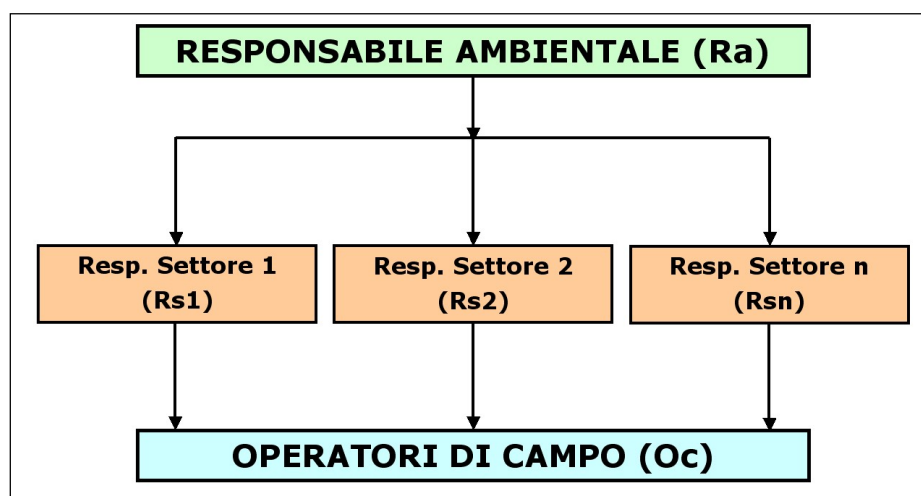 RESPONSABILE AMBIENTALE (Ra)
Resp. Settore 1
(Rs1)
Resp. Settore 2
(Rs2)
Resp. Settore n
(Rsn)
OPERATORI DI CAMPO (Oc)